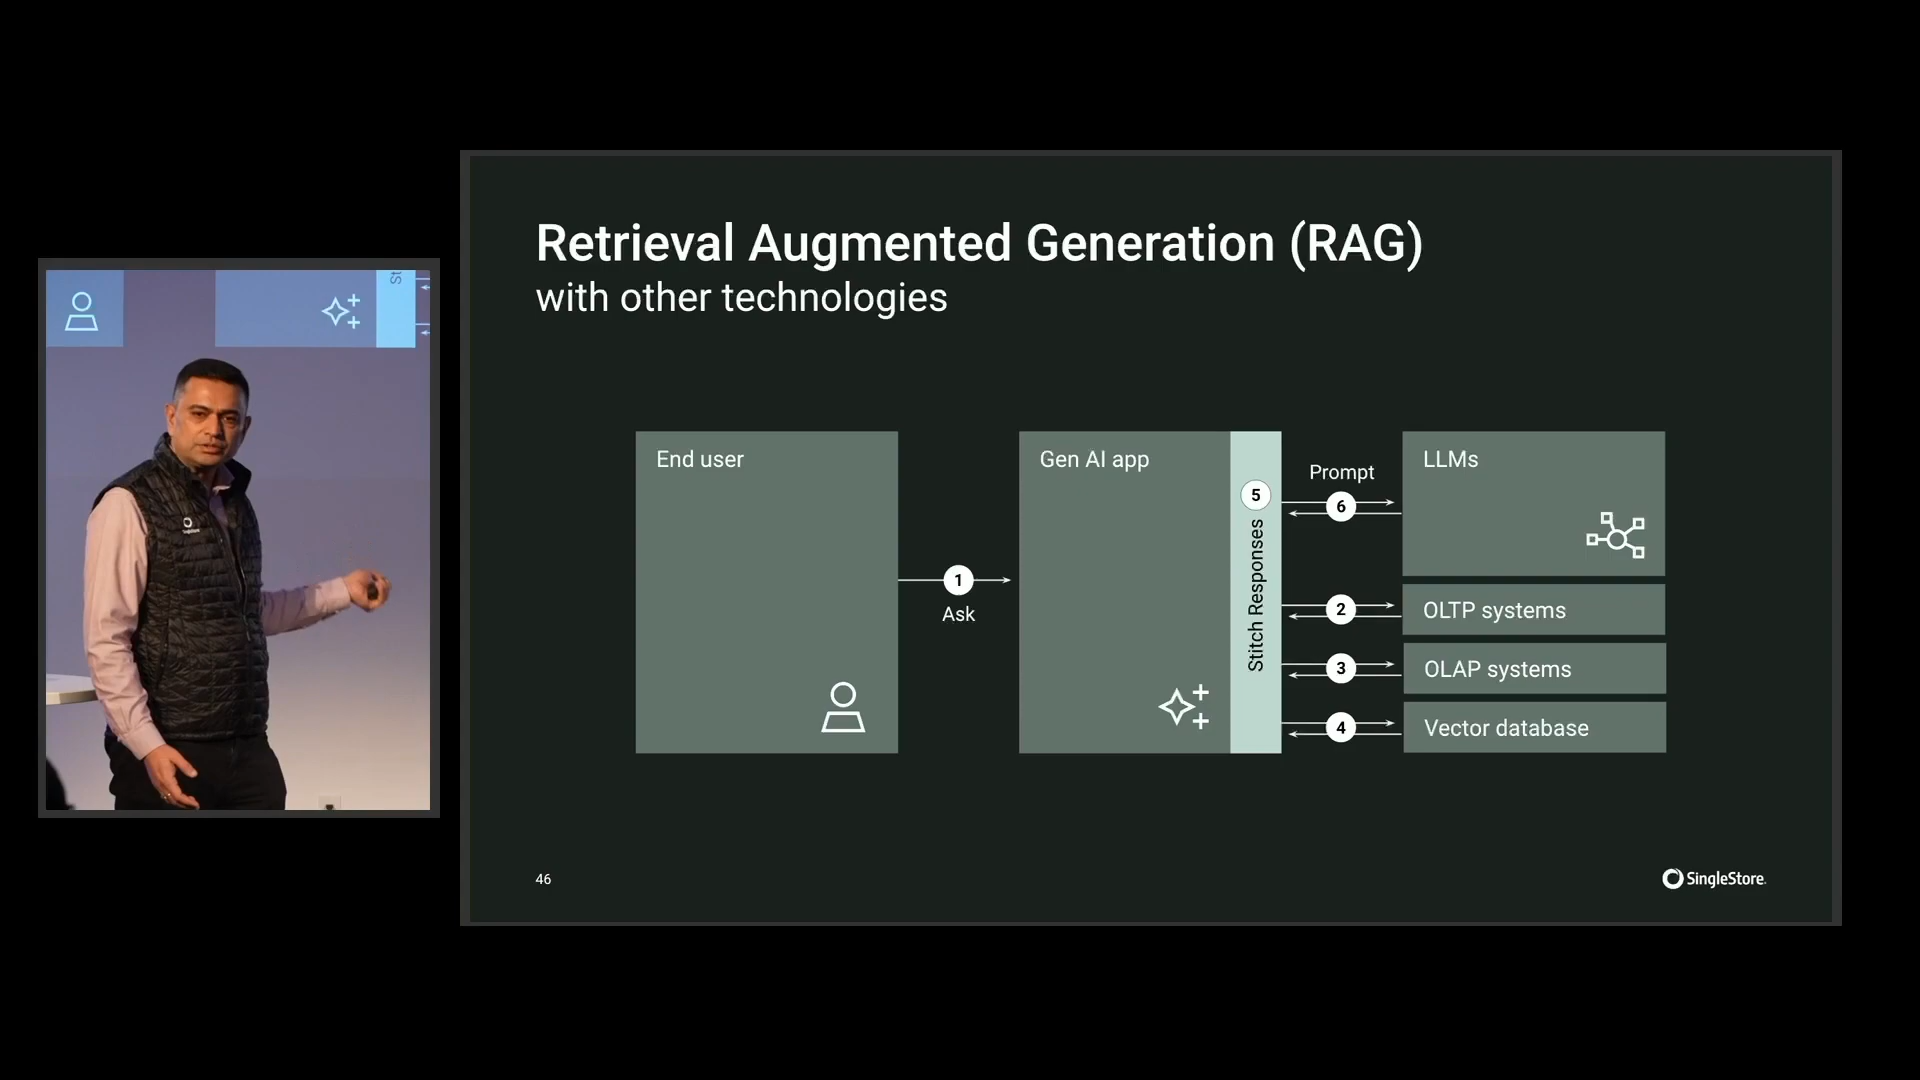 Retrieval Augmented Generation (RAG)
with other technologies
End user
1
Ask
Gen AI app
5
Stitch Responses
Prompt
6
LLMs
2
OLTP systems
3
OLAP systems
4
Vector database
46
SingleStore
St